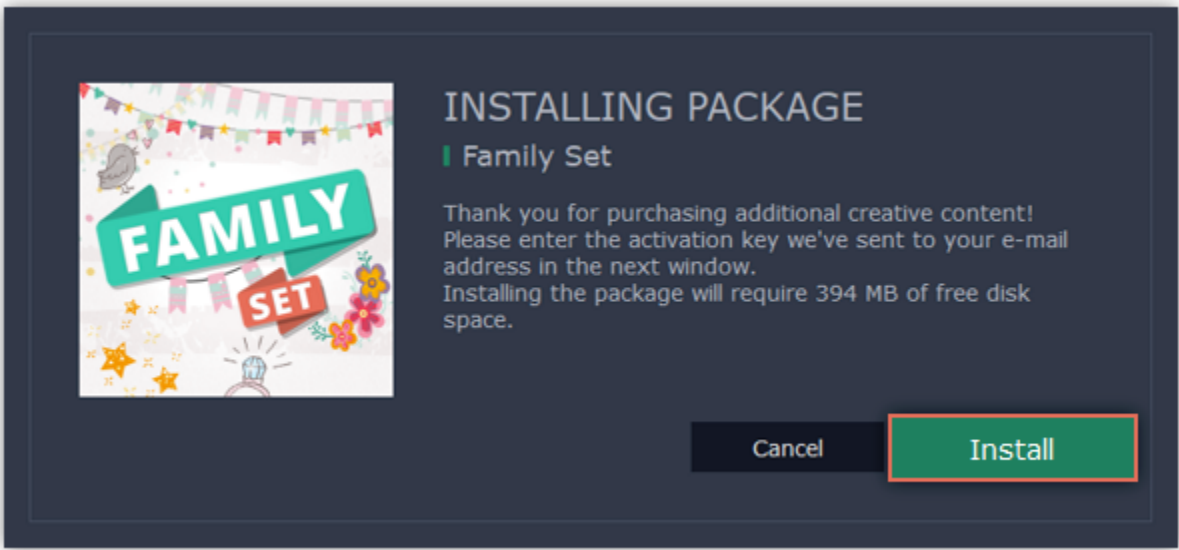 FAMILY
SET
INSTALLING PACKAGE
Family Set
Thank you for purchasing additional creative content!
Please enter the activation key we've sent to your e-mail
address in the next window.
Installing the package will require 394 MB of free disk
space.
Cancel
Install